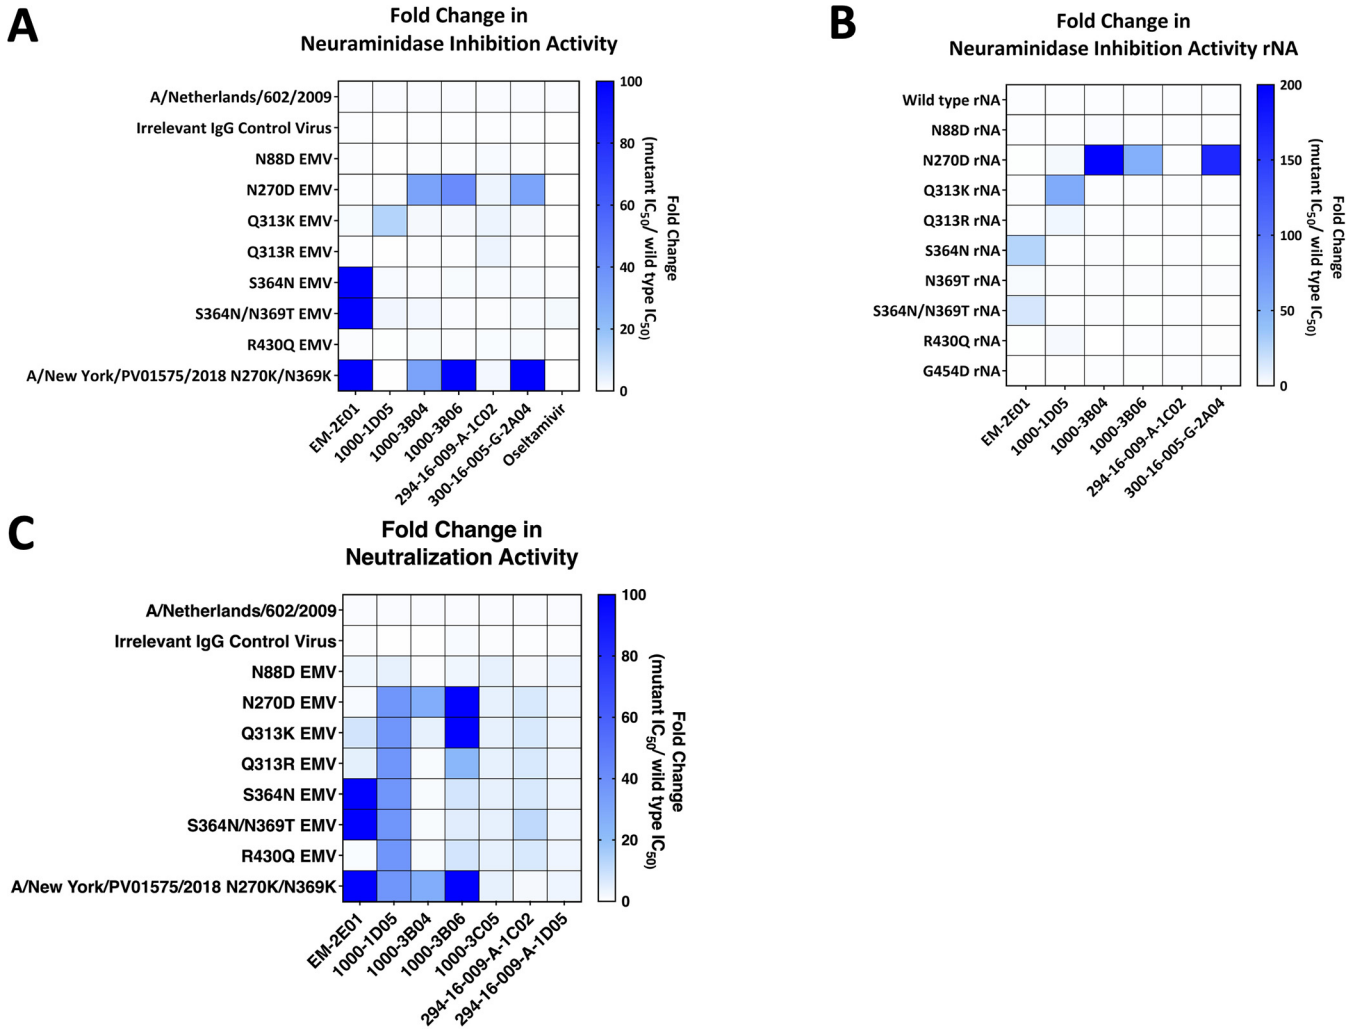 A
Fold Change in
Neuraminidase Inhibition Activity
A/Netherlands/602/2009
Irrelevant IgG Control Virus
N88D EMV
N270D EMV
Q313K EMV
Q313R EMV
S364N EMV
S364N/N369T EMV
R430Q EMV
A/New York/PV01575/2018 N270K/N369K
EM-2E01
1000-1D05
1000-3B04
1000-3B06
294-16-009-A-1C02
300-16-005-G-2A04
Oseltamivir
100
80
60
40
20
0
Fold Change
(mutant IC50/ wild type IC50)
B
Fold Change in
Neuraminidase Inhibition Activity rNA
Wild type rNA
N88D rNA
N270D rNA
Q313K rNA
Q313R rNA
S364N rNA
N369T rNA
S364N/N369T rNA
R430Q rNA
G454D rNA
EM-2E01
1000-1D05
1000-3B04
1000-3B06
294-16-009-A-1C02
300-16-005-G-2A04
200
150
100
50
0
Fold Change
(mutant IC50/ wild type IC50)
C
Fold Change in
Neutralization Activity
A/Netherlands/602/2009
Irrelevant IgG Control Virus
N88D EMV
N270D EMV
Q313K EMV
Q313R EMV
S364N EMV
S364N/N369T EMV
R430Q EMV
A/New York/PV01575/2018 N270K/N369K
EM-2E01
1000-1D05
1000-3B04
1000-3B06
1000-3C05
294-16-009-A-1C02
294-16-009-A-1D05
100
80
60
40
20
0
Fold Change
(mutant IC50/ wild type IC50)